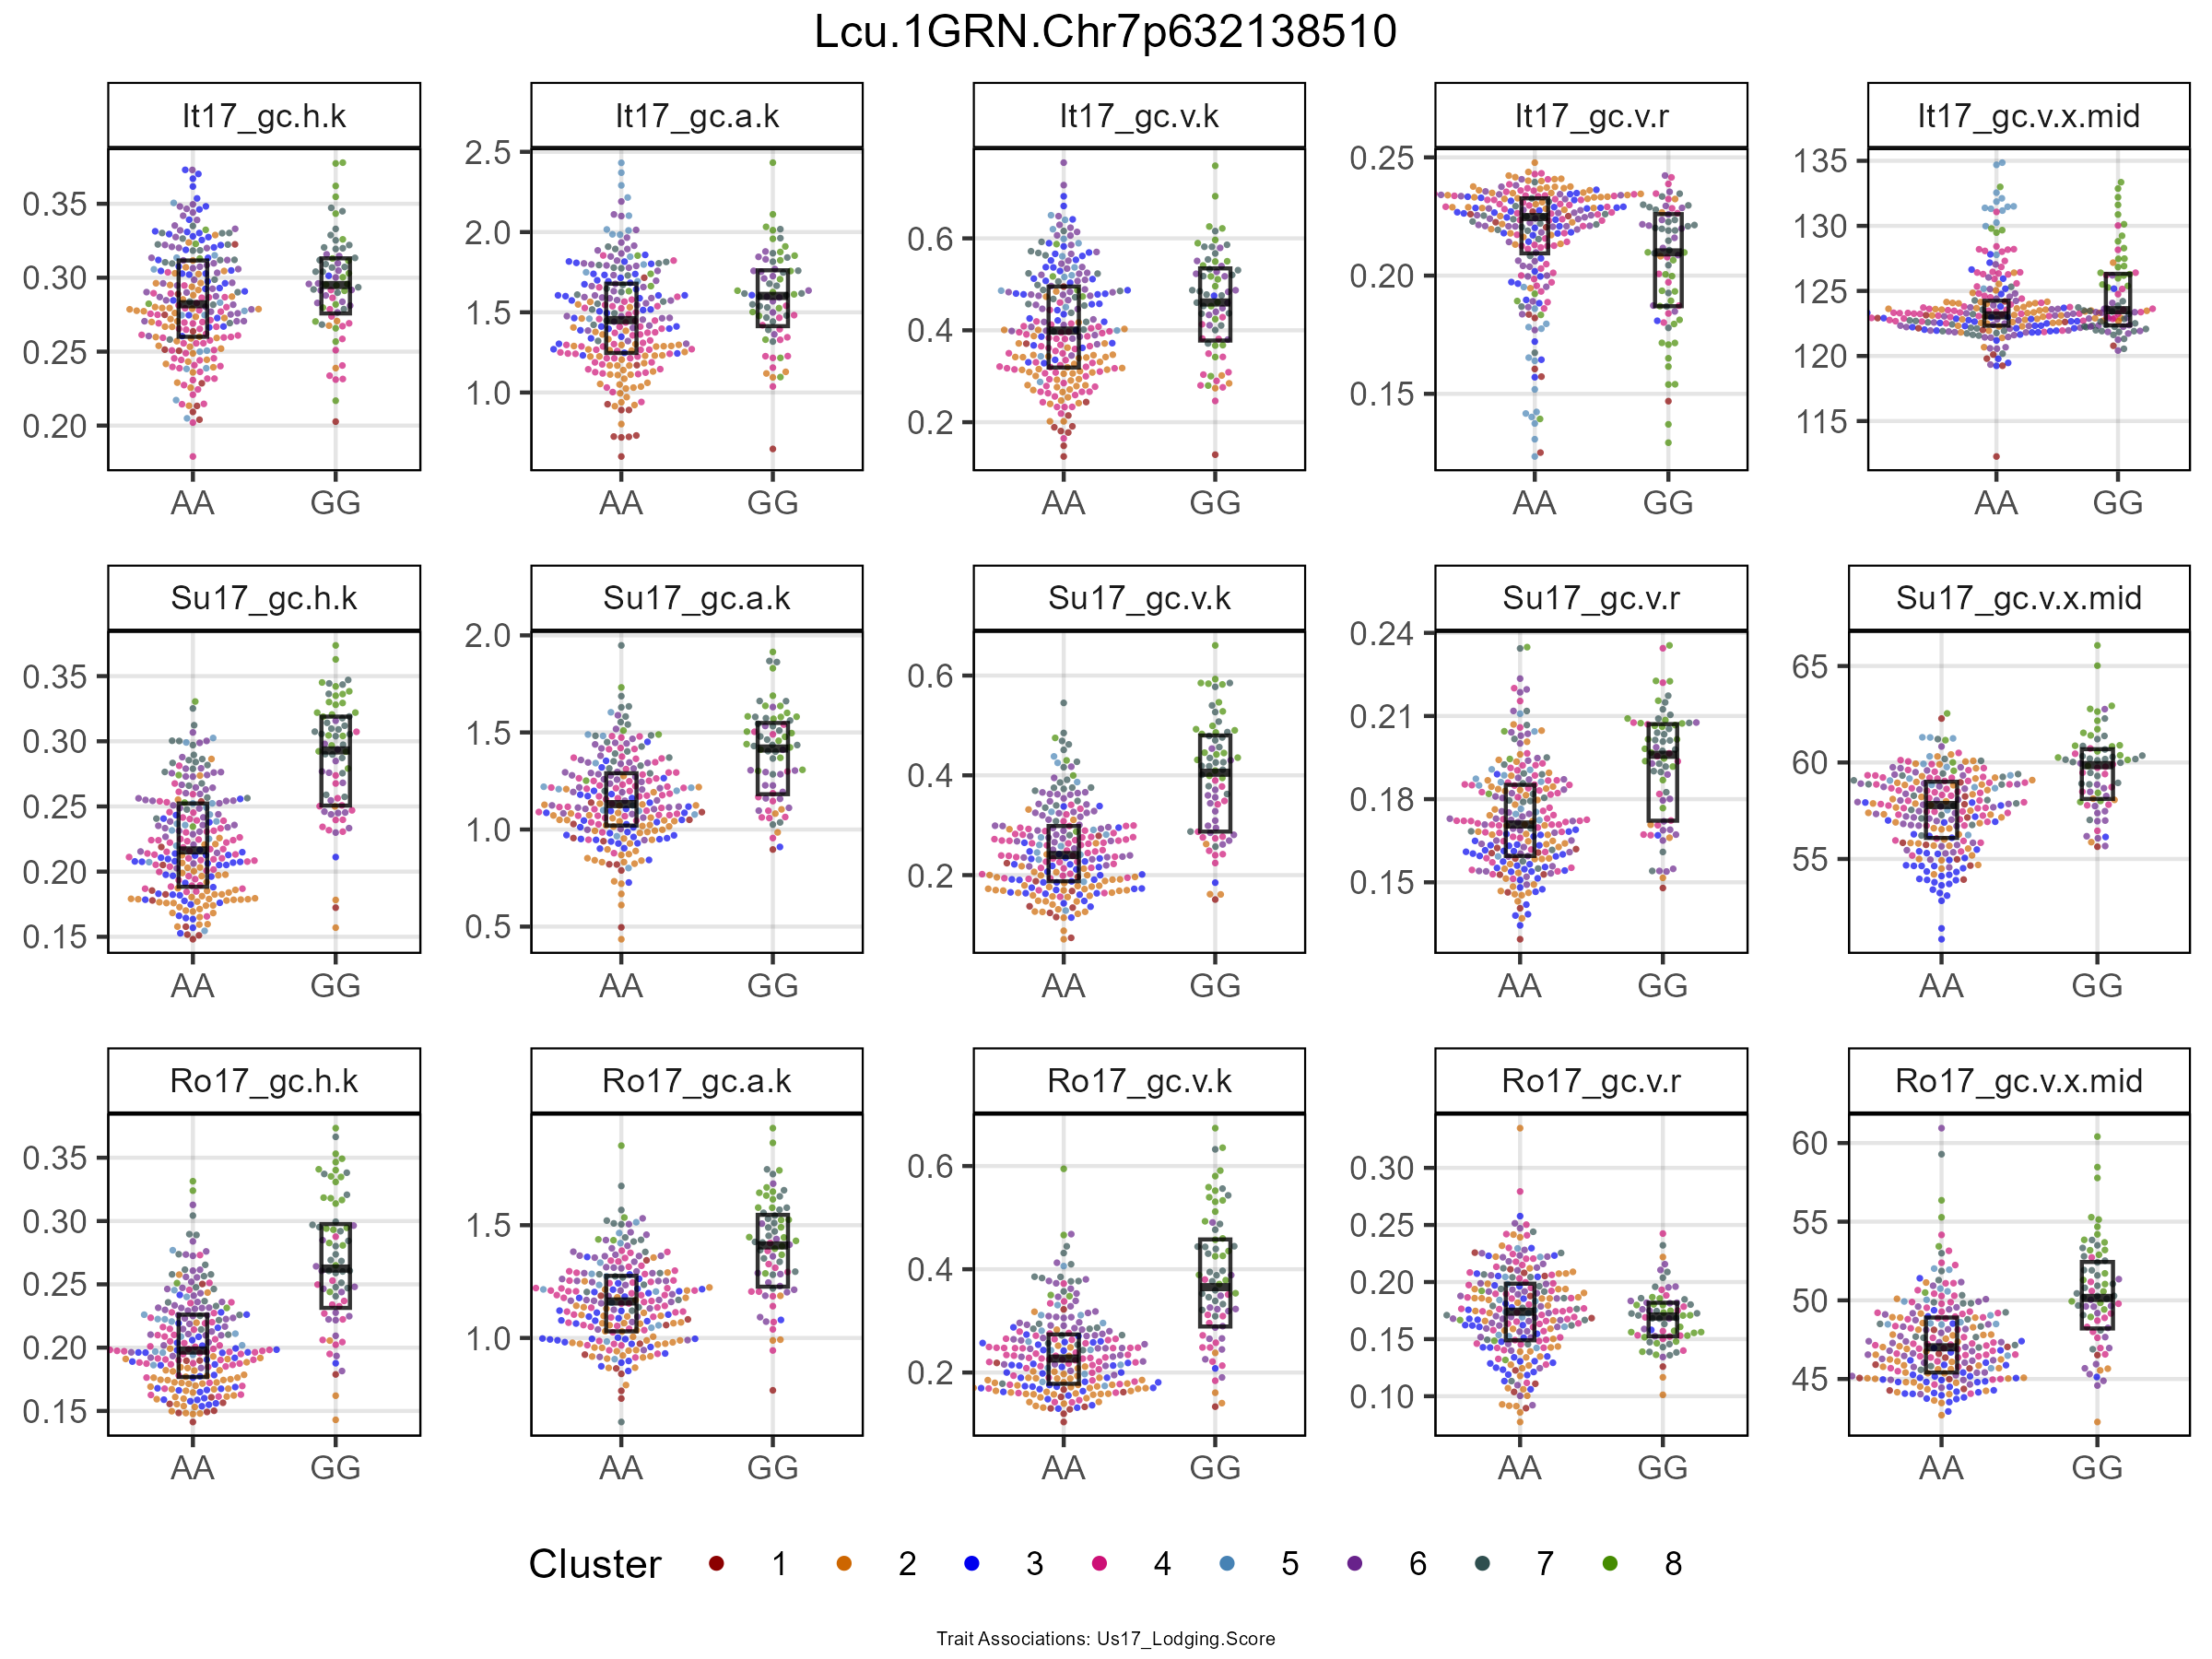 Lcu.1GRN.Chr7p632138510
It17_gc.h.k It17_gc.a.k It17_gc.v.k It17_gc.v.r It17_gc.v.x.mid
0.35 0.30 0.25 0.20
2.5 2.0 1.5 1.0
0.6 0.4 0.2
0.25 0.20 0.15
135 130 125 120 115
AA GG AA GG AA GG AA GG AA GG
Su17_gc.h.k Su17_gc.a.k Su17_gc.v.k Su17_gc.v.r Su17_gc.v.x.mid
0.35 0.30 0.25 0.20 0.15
2.0 1.5 1.0 0.5
0.6 0.4 0.2
0.24 0.21 0.18 0.15
65 60 55
AA GG AA GG AA GG AA GG AA GG
Ro17_gc.h.k Ro17_gc.a.k Ro17_gc.v.k Ro17_gc.v.r Ro17_gc.v.x.mid
0.35 0.30 0.25 0.20 0.15
1.5 1.0
0.6 0.4 0.2
0.30 0.25 0.20 0.15 0.10
60 55 50 45
AA GG AA GG AA GG AA GG AA GG
Cluster 1 2 3 4 5 6 7 8
Trait Associations: Us17_Lodging.Score